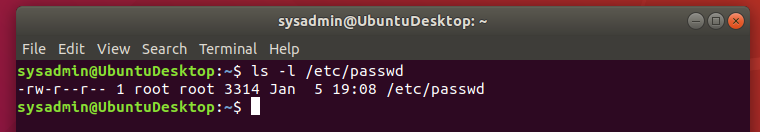 sysadmin@UbuntuDesktop: ~
File Edit View Search Terminal Help
sysadmin@UbuntuDesktop:~$ ls -l /etc/passwd
-rw-r--r-- 1 root root 3314 Jan  5 19:08 /etc/passwd
sysadmin@UbuntuDesktop:~$